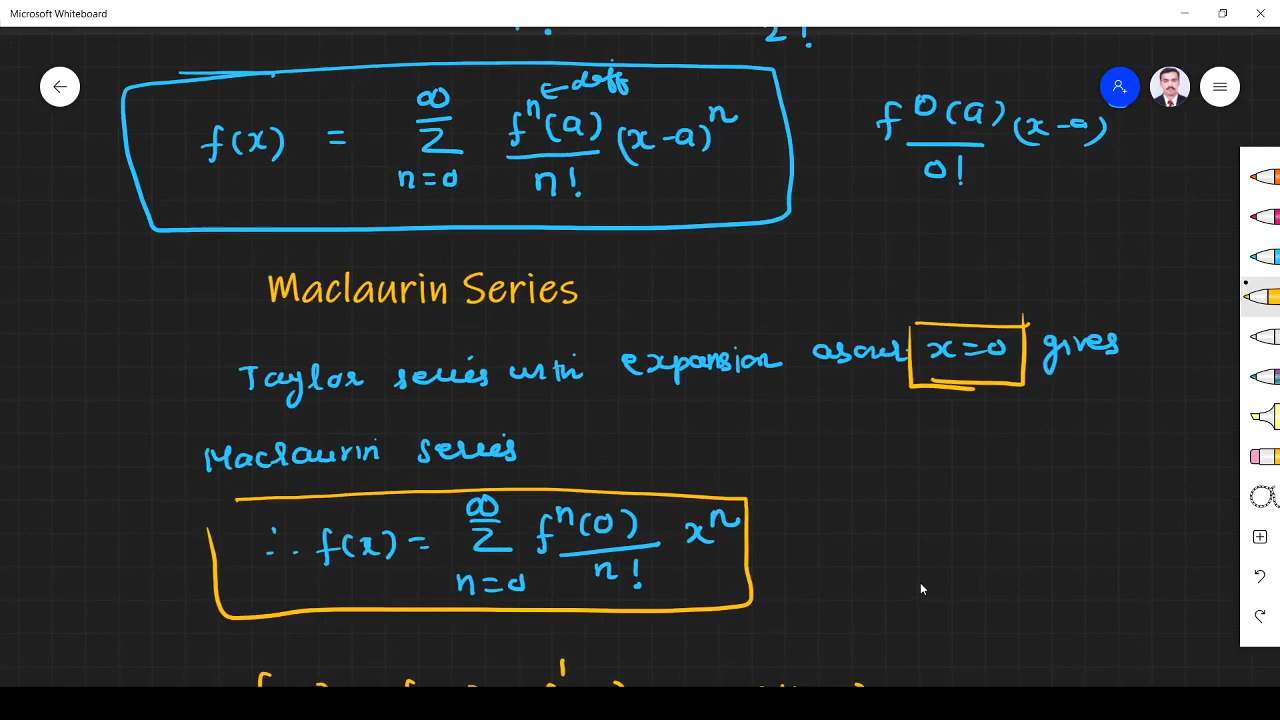 Microsoft Whiteboard
2!
f(x) = ∞ Σ n=0 fⁿ(a)/n! (x-a)ⁿ ← diff
f⁰(a)/0! (x-a)
Maclaurin Series
Taylor series with expansion x=0 gives
Maclaurin series
∴ f(x) = ∞ Σ n=0 fⁿ(0)/n! xⁿ